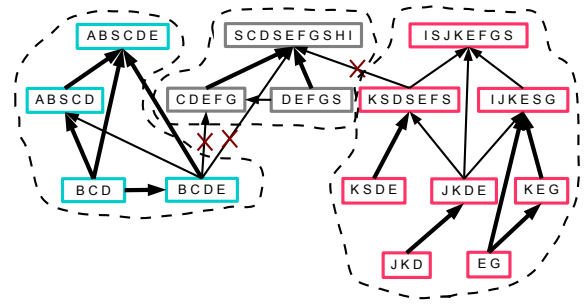 ABSCDE
SCDSEFGSHI
ISJKEFGS
ABSCD
CDEFG
DEFGS
KSDSEFS
IJKESG
BCD
BCDE
KSDE
JKDE
KEG
JKD
EG